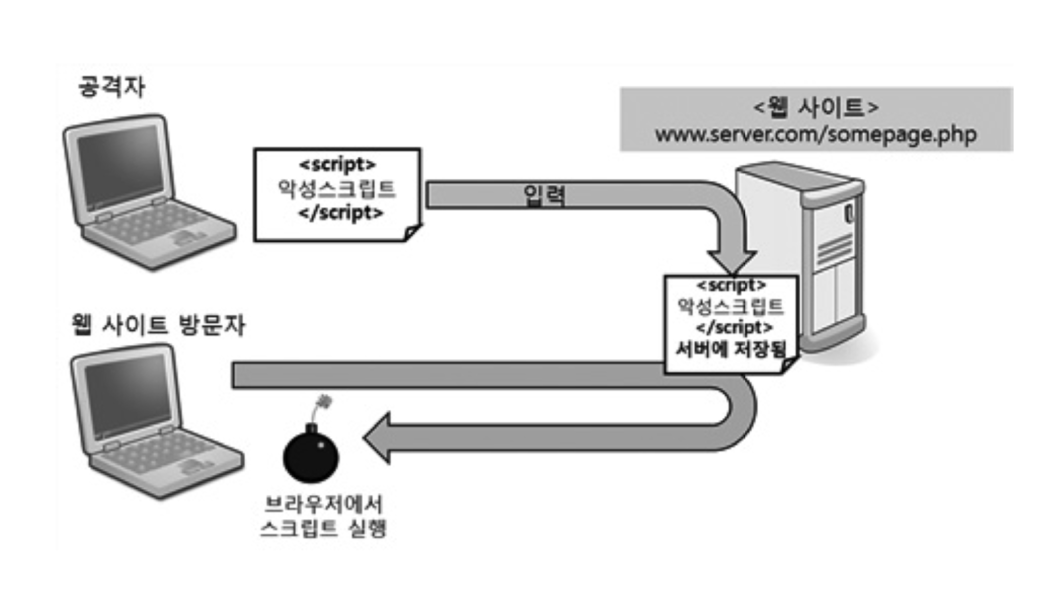 공격자
<웹 사이트>
www.server.com/somepage.php
<script>
악성스크립트
</script>
입력
<script>
악성스크립트
</script>
서버에 저장됨
웹 사이트 방문자
브라우저에서
스크립트 실행